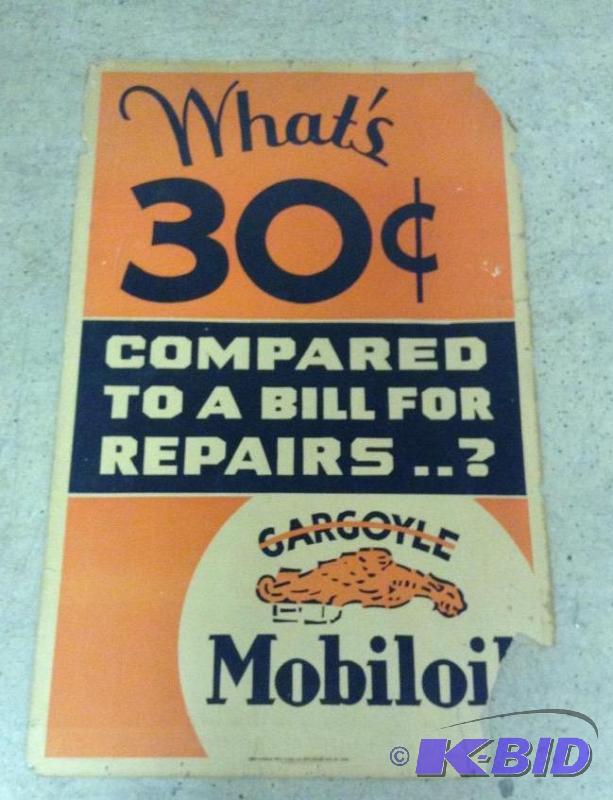 What's
30¢
COMPARED
TO A BILL FOR
REPAIRS ..?
GARGOYLE
Mobiloil
© K-BID